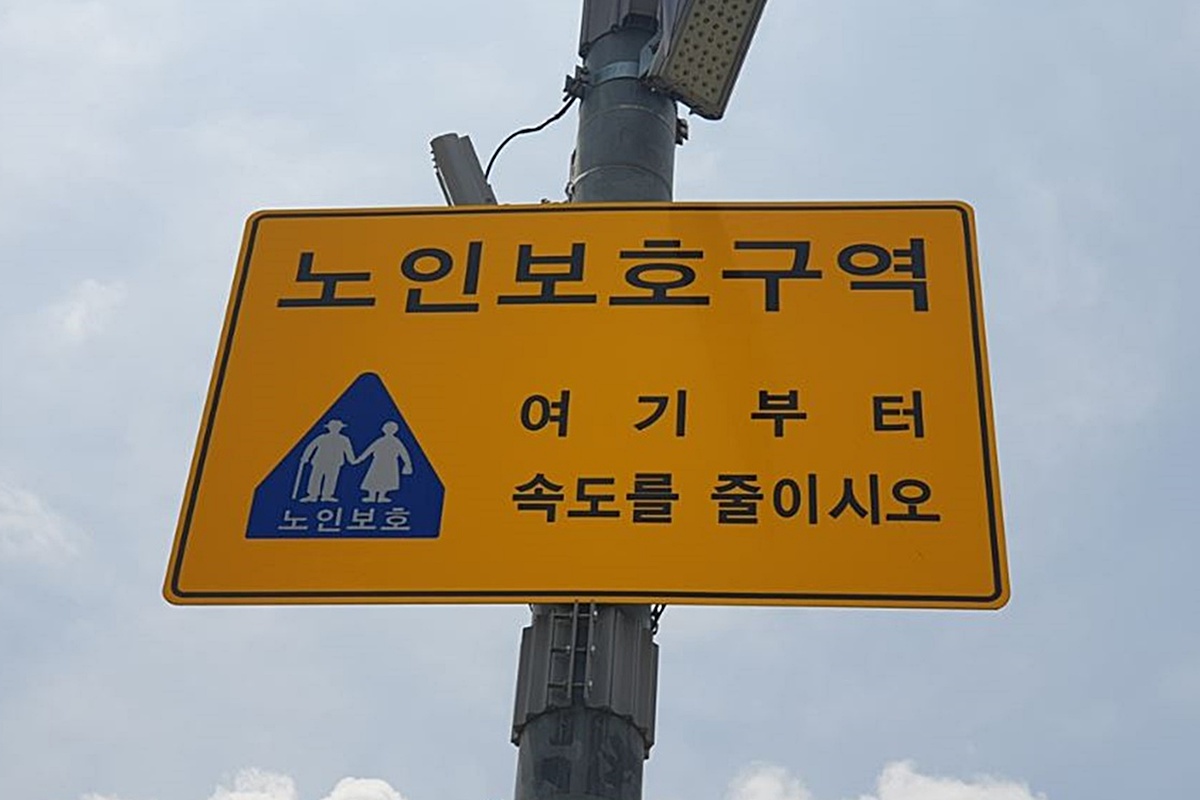 노인보호구역
여 기 부 터
속도를 줄이시오
노인보호